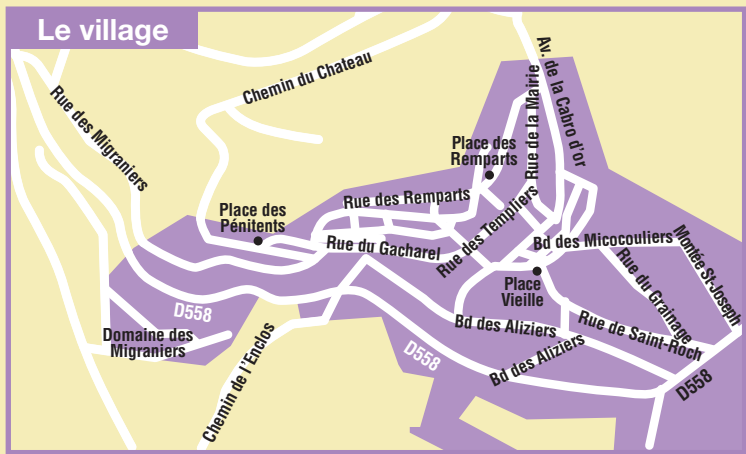 Le village
Chemin du Chateau
Av. de la Cabro d'or
Rue de la Mairie
Rue des Migraniers
Place des
Remparts
Rue des Remparts
Place des
Pénitents
Rue des Templiers
Rue du Gacharel
Bd des Micocouliers
Montée St-Joseph
Rue du Grainage
Place
Vieille
D558
Bd des Aliziers
Rue de Saint-Roch
Domaine des
Migraniers
Chemin de l'Enclos
D558
Bd des Aliziers
D558